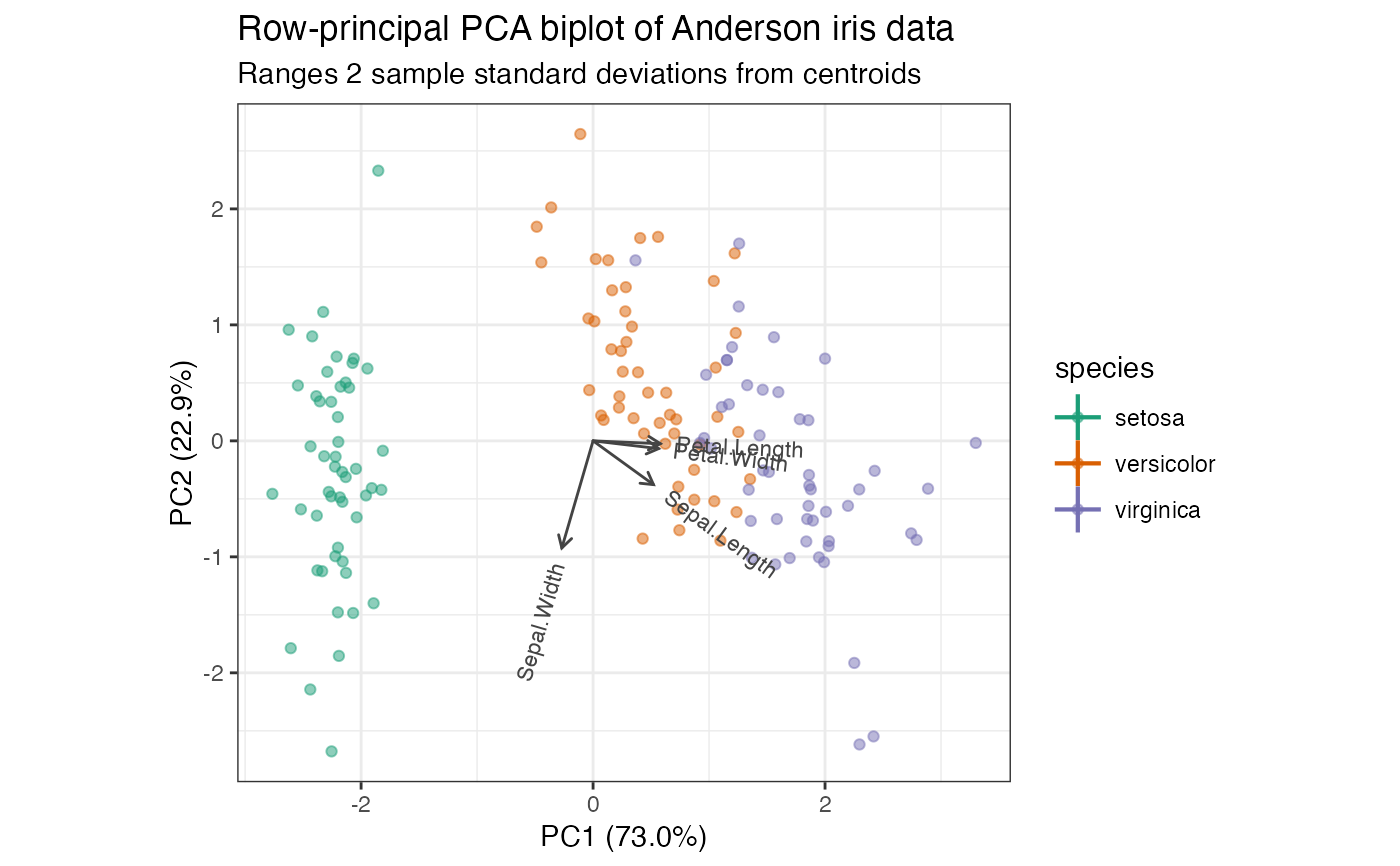 Row-principal PCA biplot of Anderson iris data
Ranges 2 sample standard deviations from centroids
PC2 (22.9%)
2
1
0
-1
-2
Petal.Length
Petal.Width
Sepal.Length
Sepal.Width
-2
0
2
PC1 (73.0%)
species
setosa
versicolor
virginica